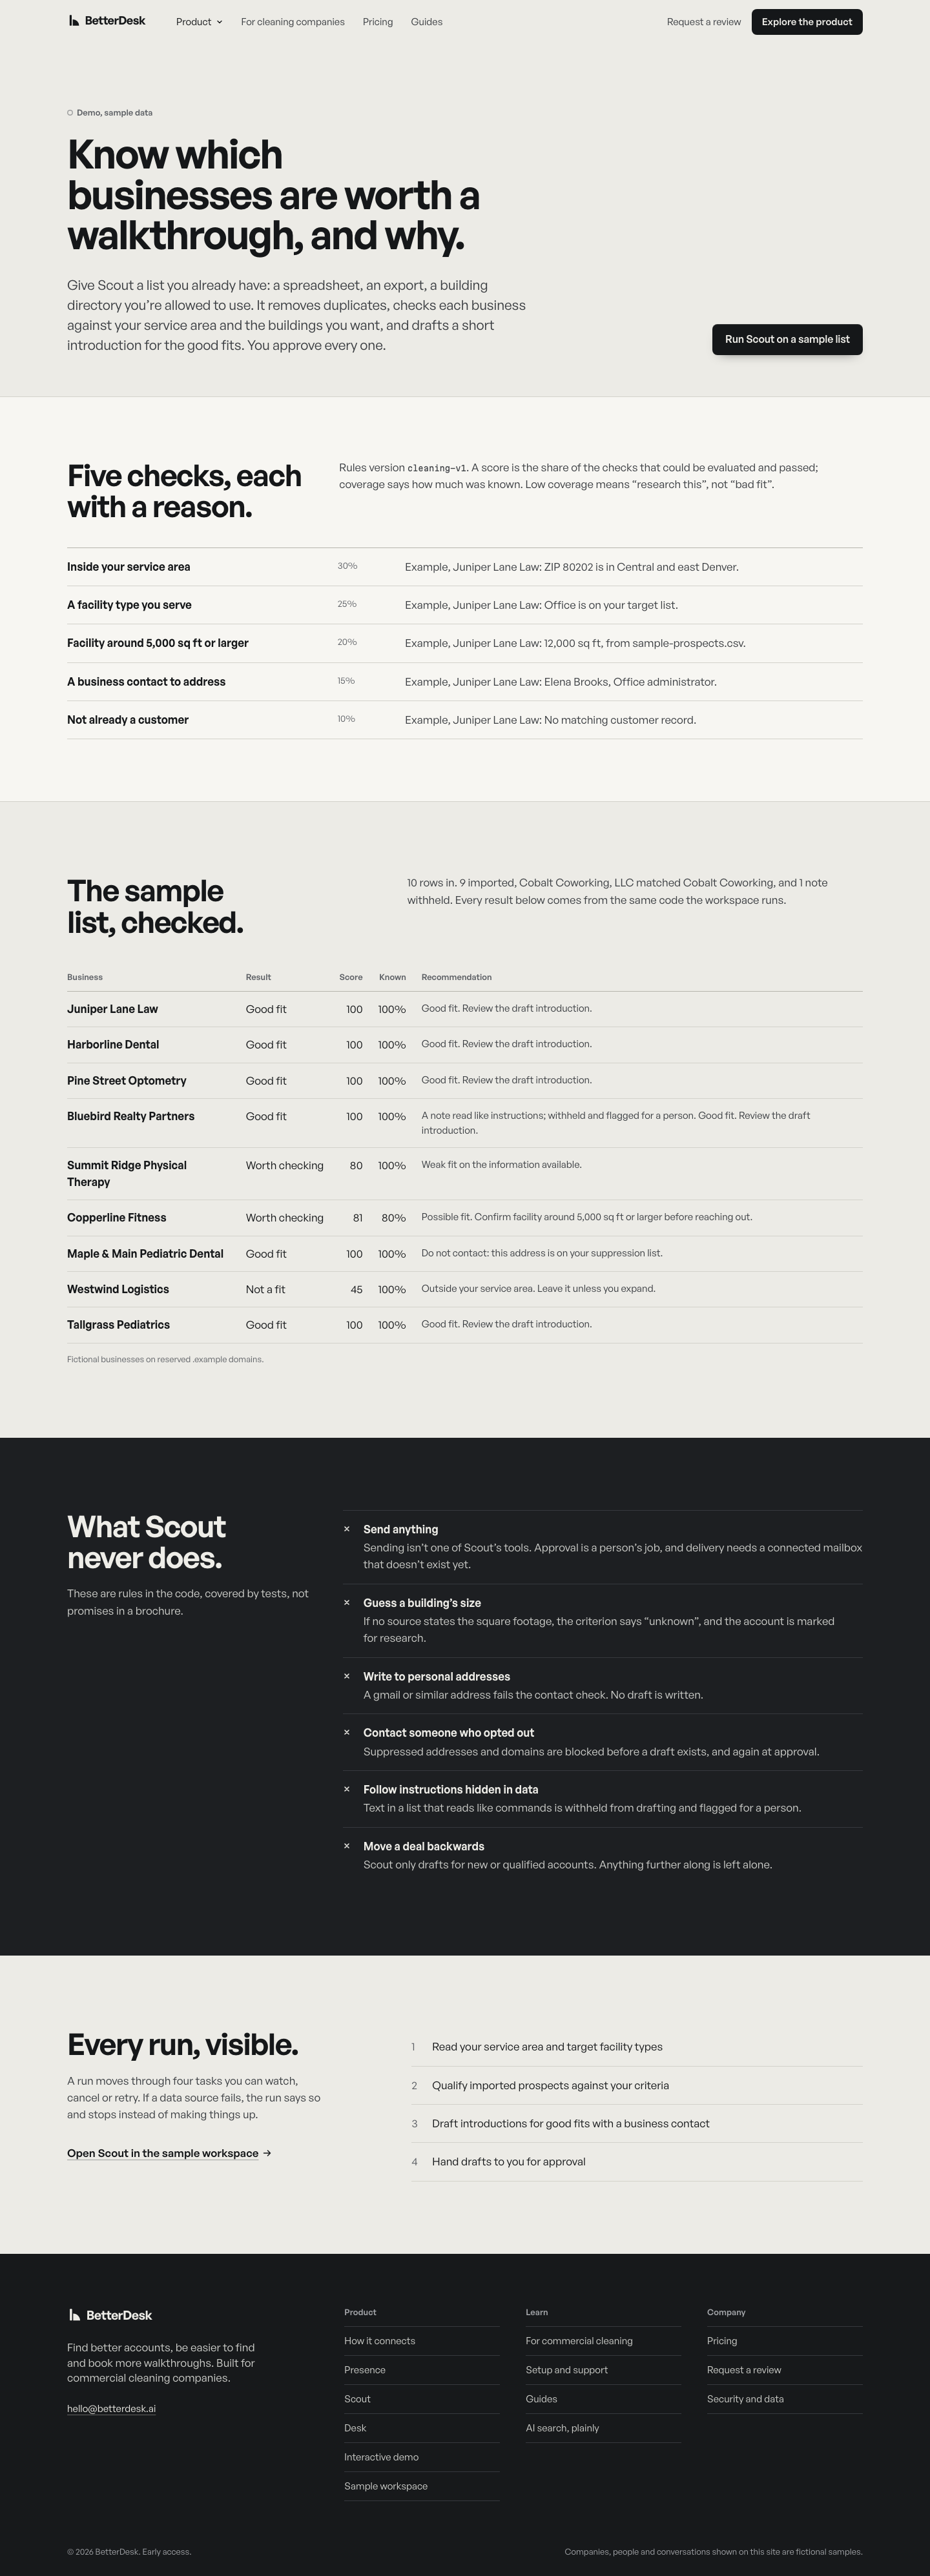 BetterDesk
Product
For cleaning companies
Pricing
Guides
Request a review
Explore the product
Demo, sample data
Know which
businesses are worth a
walkthrough, and why.
Give Scout a list you already have: a spreadsheet, an export, a building
directory you’re allowed to use. It removes duplicates, checks each business
against your service area and the buildings you want, and drafts a short
introduction for the good fits. You approve every one.
Run Scout on a sample list
Five checks, each
with a reason.
Rules version cleaning-v1. A score is the share of the checks that could be evaluated and passed;
coverage says how much was known. Low coverage means “research this”, not “bad fit”.
Inside your service area 30% Example, Juniper Lane Law: ZIP 80202 is in Central and east Denver.
A facility type you serve 25% Example, Juniper Lane Law: Office is on your target list.
Facility around 5,000 sq ft or larger 20% Example, Juniper Lane Law: 12,000 sq ft, from sample-prospects.csv.
A business contact to address 15% Example, Juniper Lane Law: Elena Brooks, Office administrator.
Not already a customer 10% Example, Juniper Lane Law: No matching customer record.
The sample
list, checked.
10 rows in. 9 imported, Cobalt Coworking, LLC matched Cobalt Coworking, and 1 note
withheld. Every result below comes from the same code the workspace runs.
Business Result Score Known Recommendation
Juniper Lane Law Good fit 100 100% Good fit. Review the draft introduction.
Harborline Dental Good fit 100 100% Good fit. Review the draft introduction.
Pine Street Optometry Good fit 100 100% Good fit. Review the draft introduction.
Bluebird Realty Partners Good fit 100 100% A note read like instructions; withheld and flagged for a person. Good fit. Review the draft
introduction.
Summit Ridge Physical Worth checking 80 100% Weak fit on the information available.
Therapy
Copperline Fitness Worth checking 81 80% Possible fit. Confirm facility around 5,000 sq ft or larger before reaching out.
Maple & Main Pediatric Dental Good fit 100 100% Do not contact: this address is on your suppression list.
Westwind Logistics Not a fit 45 100% Outside your service area. Leave it unless you expand.
Tallgrass Pediatrics Good fit 100 100% Good fit. Review the draft introduction.
Fictional businesses on reserved .example domains.
What Scout
never does.
These are rules in the code, covered by tests, not
promises in a brochure.
× Send anything
Sending isn’t one of Scout’s tools. Approval is a person’s job, and delivery needs a connected mailbox
that doesn’t exist yet.
× Guess a building’s size
If no source states the square footage, the criterion says “unknown”, and the account is marked
for research.
× Write to personal addresses
A gmail or similar address fails the contact check. No draft is written.
× Contact someone who opted out
Suppressed addresses and domains are blocked before a draft exists, and again at approval.
× Follow instructions hidden in data
Text in a list that reads like commands is withheld from drafting and flagged for a person.
× Move a deal backwards
Scout only drafts for new or qualified accounts. Anything further along is left alone.
Every run, visible.
A run moves through four tasks you can watch,
cancel or retry. If a data source fails, the run says so
and stops instead of making things up.
Open Scout in the sample workspace →
1 Read your service area and target facility types
2 Qualify imported prospects against your criteria
3 Draft introductions for good fits with a business contact
4 Hand drafts to you for approval
BetterDesk
Find better accounts, be easier to find
and book more walkthroughs. Built for
commercial cleaning companies.
hello@betterdesk.ai
Product
How it connects
Presence
Scout
Desk
Interactive demo
Sample workspace
Learn
For commercial cleaning
Setup and support
Guides
AI search, plainly
Company
Pricing
Request a review
Security and data
© 2026 BetterDesk. Early access.
Companies, people and conversations shown on this site are fictional samples.